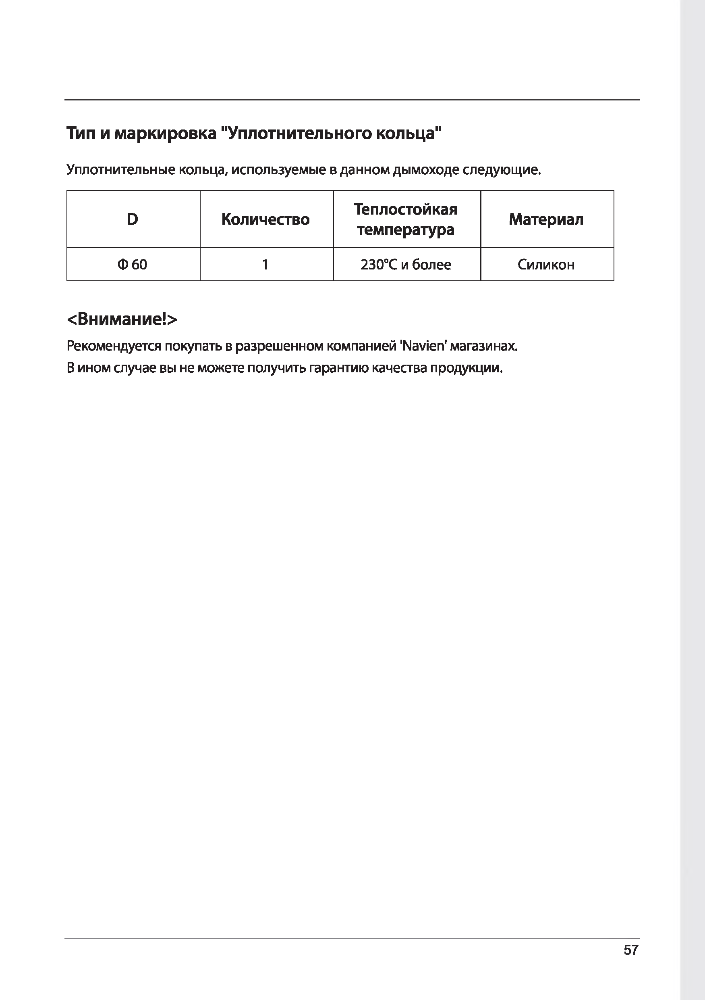 Тип и маркировка "Уплотнительного кольца"
Уплотнительные кольца, используемые в данном дымоходе следующие.
D Количество Теплостойкая температура Материал
Ф 60 1 230°C и более Силикон
<Внимание!>
Рекомендуется покупать в разрешенном компанией 'Navien' магазинах.
В ином случае вы не можете получить гарантию качества продукции.
57